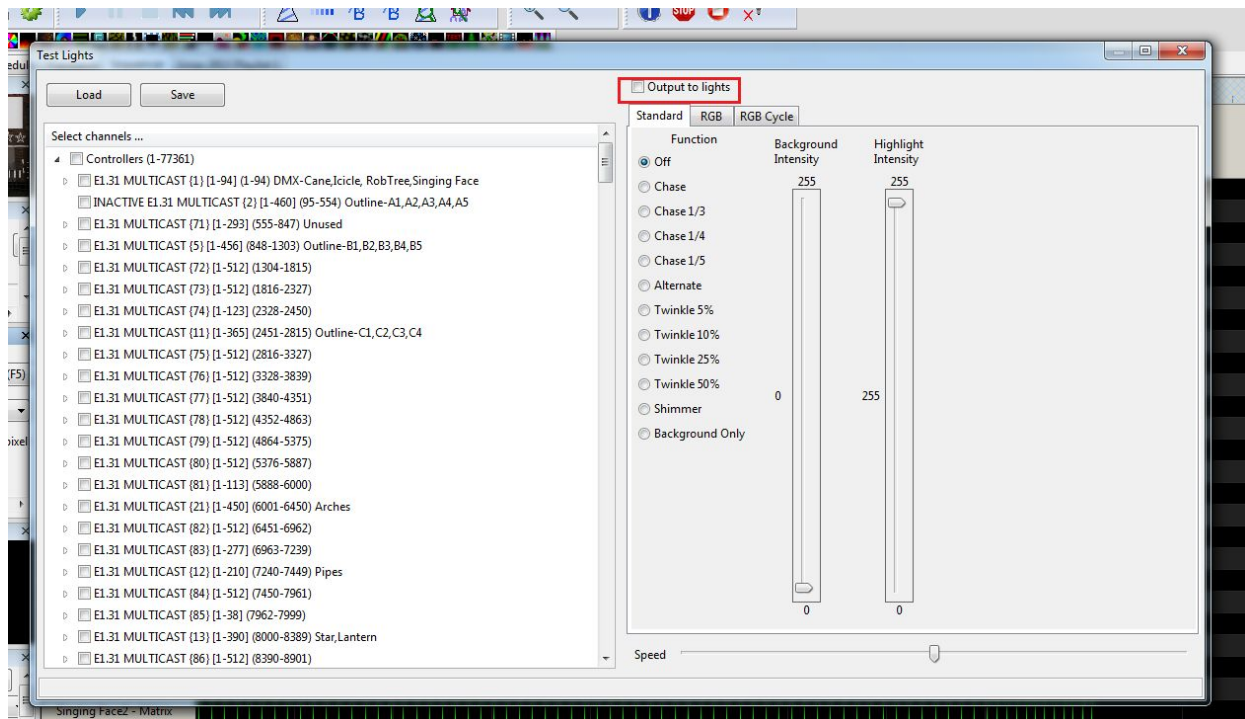 STOP
Test Lights
Load Save
Output to lights
Standard RGB RGB Cycle
Select channels ...
Controllers (1-77361)
E1.31 MULTICAST {1} [1-94] (1-94) DMX-Cane,Icicle, RobTree,Singing Face
INACTIVE E1.31 MULTICAST {2} [1-460] (95-554) Outline-A1,A2,A3,A4,A5
E1.31 MULTICAST {71} [1-293] (555-847) Unused
E1.31 MULTICAST {5} [1-456] (848-1303) Outline-B1,B2,B3,B4,B5
E1.31 MULTICAST {72} [1-512] (1304-1815)
E1.31 MULTICAST {73} [1-512] (1816-2327)
E1.31 MULTICAST {74} [1-123] (2328-2450)
E1.31 MULTICAST {11} [1-365] (2451-2815) Outline-C1,C2,C3,C4
E1.31 MULTICAST {75} [1-512] (2816-3327)
E1.31 MULTICAST {76} [1-512] (3328-3839)
E1.31 MULTICAST {77} [1-512] (3840-4351)
E1.31 MULTICAST {78} [1-512] (4352-4863)
E1.31 MULTICAST {79} [1-512] (4864-5375)
E1.31 MULTICAST {80} [1-512] (5376-5887)
E1.31 MULTICAST {81} [1-113] (5888-6000)
E1.31 MULTICAST {21} [1-450] (6001-6450) Arches
E1.31 MULTICAST {82} [1-512] (6451-6962)
E1.31 MULTICAST {83} [1-277] (6963-7239)
E1.31 MULTICAST {12} [1-210] (7240-7449) Pipes
E1.31 MULTICAST {84} [1-512] (7450-7961)
E1.31 MULTICAST {85} [1-38] (7962-7999)
E1.31 MULTICAST {13} [1-390] (8000-8389) Star,Lantern
E1.31 MULTICAST {86} [1-512] (8390-8901)
Function
Off
Chase
Chase 1/3
Chase 1/4
Chase 1/5
Alternate
Twinkle 5%
Twinkle 10%
Twinkle 25%
Twinkle 50%
Shimmer
Background Only
Background
Intensity
255
0
0
Highlight
Intensity
255
255
0
Speed
(F5)
Singing Face2 - Matrix